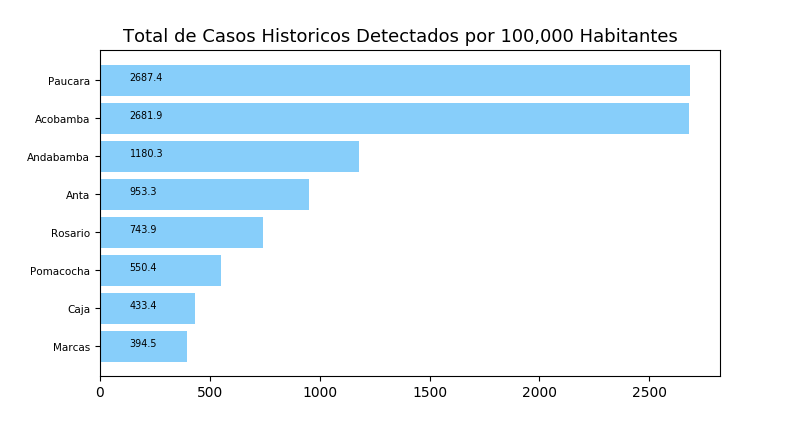 Total de Casos Historicos Detectados por 100,000 Habitantes
Paucara 2687.4
Acobamba 2681.9
Andabamba 1180.3
Anta 953.3
Rosario 743.9
Pomacocha 550.4
Caja 433.4
Marcas 394.5
0 500 1000 1500 2000 2500